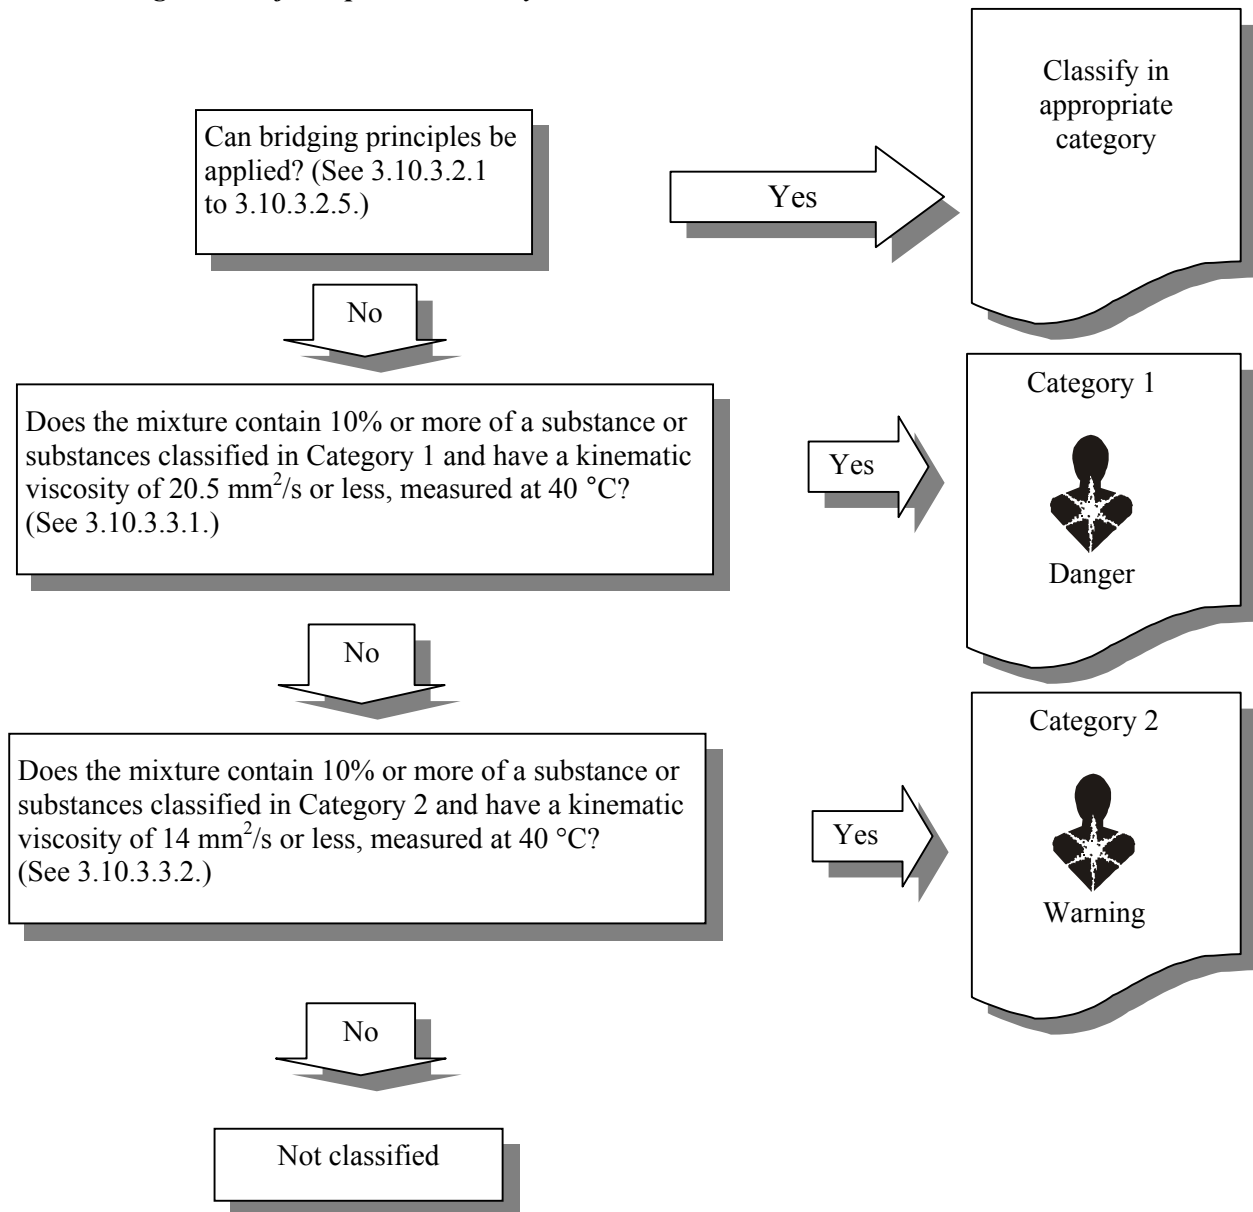 Can bridging principles be
applied? (See 3.10.3.2.1
to 3.10.3.2.5.)
Yes
Classify in
appropriate
category
No
Does the mixture contain 10% or more of a substance or
substances classified in Category 1 and have a kinematic
viscosity of 20.5 mm²/s or less, measured at 40 °C?
(See 3.10.3.3.1.)
Yes
Category 1
Danger
No
Does the mixture contain 10% or more of a substance or
substances classified in Category 2 and have a kinematic
viscosity of 14 mm²/s or less, measured at 40 °C?
(See 3.10.3.3.2.)
Yes
Category 2
Warning
No
Not classified